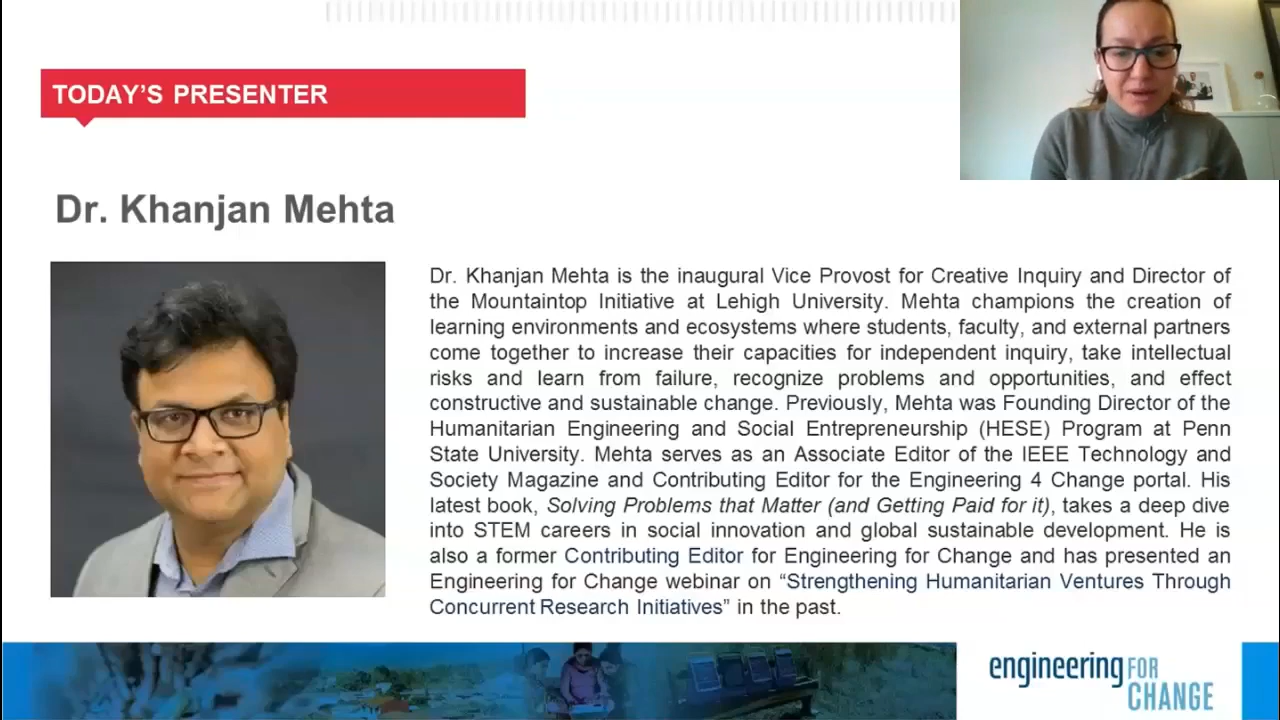 TODAY'S PRESENTER
Dr. Khanjan Mehta
Dr. Khanjan Mehta is the inaugural Vice Provost for Creative Inquiry and Director of
the Mountaintop Initiative at Lehigh University. Mehta champions the creation of
learning environments and ecosystems where students, faculty, and external partners
come together to increase their capacities for independent inquiry, take intellectual
risks and learn from failure, recognize problems and opportunities, and effect
constructive and sustainable change. Previously, Mehta was Founding Director of the
Humanitarian Engineering and Social Entrepreneurship (HESE) Program at Penn
State University. Mehta serves as an Associate Editor of the IEEE Technology and
Society Magazine and Contributing Editor for the Engineering 4 Change portal. His
latest book, Solving Problems that Matter (and Getting Paid for it), takes a deep dive
into STEM careers in social innovation and global sustainable development. He is
also a former Contributing Editor for Engineering for Change and has presented an
Engineering for Change webinar on “Strengthening Humanitarian Ventures Through
Concurrent Research Initiatives” in the past.
engineering FOR
CHANGE